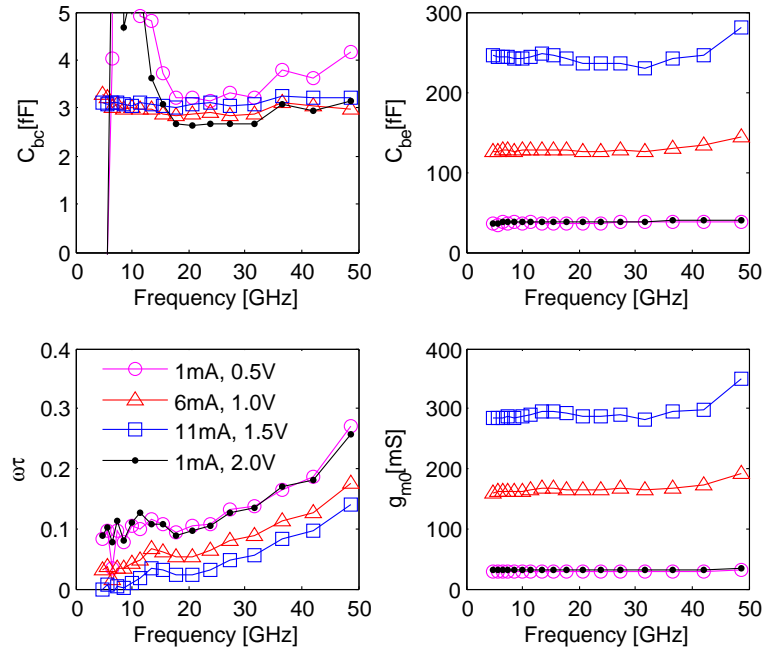 5
4
3
2
1
0
C_bc[fF]
0 10 20 30 40 50
Frequency [GHz]
300
200
100
0
C_be[fF]
0 10 20 30 40 50
Frequency [GHz]
0.4
0.3
0.2
0.1
0
ωτ
1mA, 0.5V
6mA, 1.0V
11mA, 1.5V
1mA, 2.0V
0 10 20 30 40 50
Frequency [GHz]
400
300
200
100
0
g_m0[mS]
0 10 20 30 40 50
Frequency [GHz]